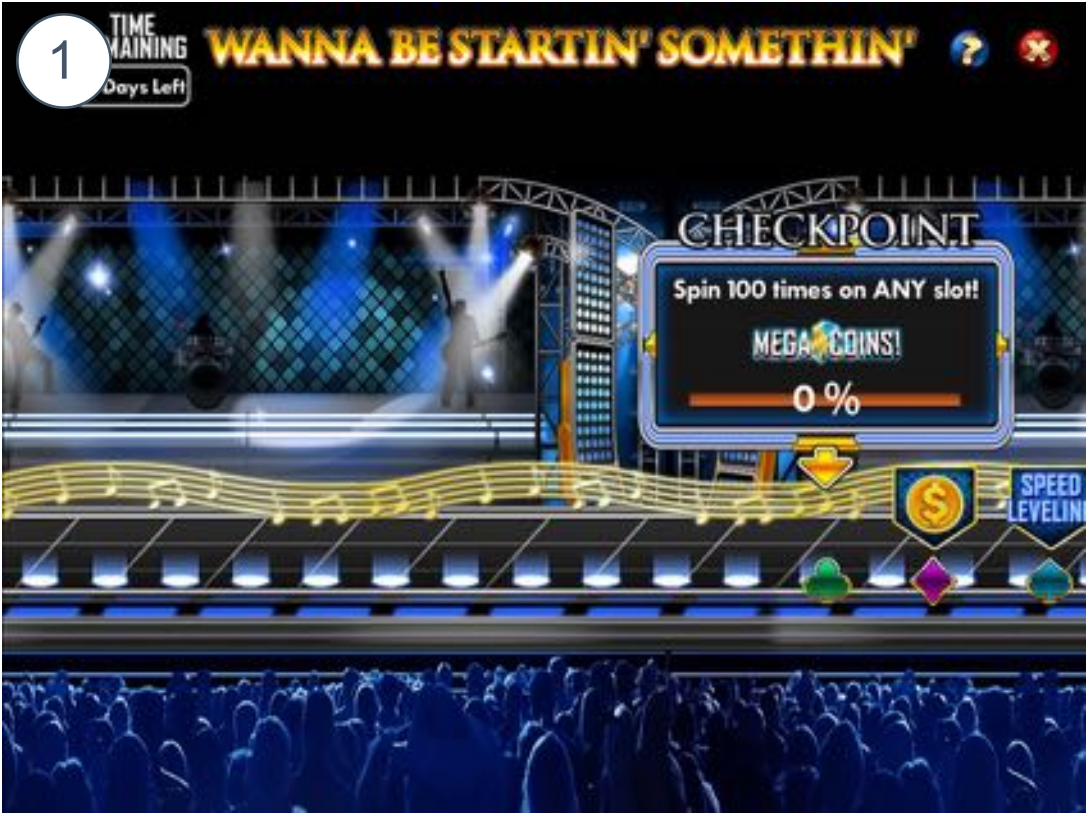 1
TIME
MAINING
Days Left
WANNA BE STARTIN' SOMETHIN'
?
X
CHECKPOINT
Spin 100 times on ANY slot!
MEGA COINS!
0 %
$
SPEED
LEVELIN